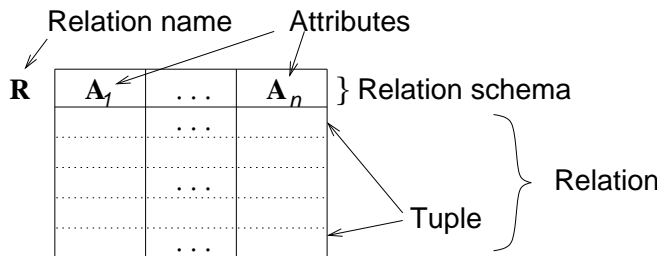 Relation name Attributes
R A1 . . . An } Relation schema
. . .
. . .
Relation
Tuple
. . .